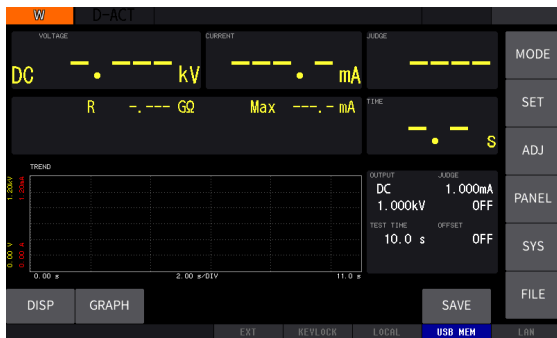 W D-ACT
VOLTAGE CURRENT JUDGE
DC -.--- kV ---.- mA ----
MODE
R -.--- GΩ Max ---.- mA
TIME
-.- s
SET
ADJ
TREND
1.20kV 1.20mA
0.00 V 0.00 A
0.00 s 2.00 s/DIV 11.0 s
OUTPUT JUDGE
DC 1.000mA
1.000kV OFF
TEST TIME OFFSET
10.0 s OFF
PANEL
SYS
FILE
DISP GRAPH SAVE
EXT KEYLOCK LOCAL USB MEM LAN